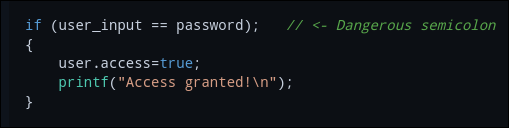 if (user_input == password);   // <- Dangerous semicolon
{
    user.access=true;
    printf("Access granted!\n");
}